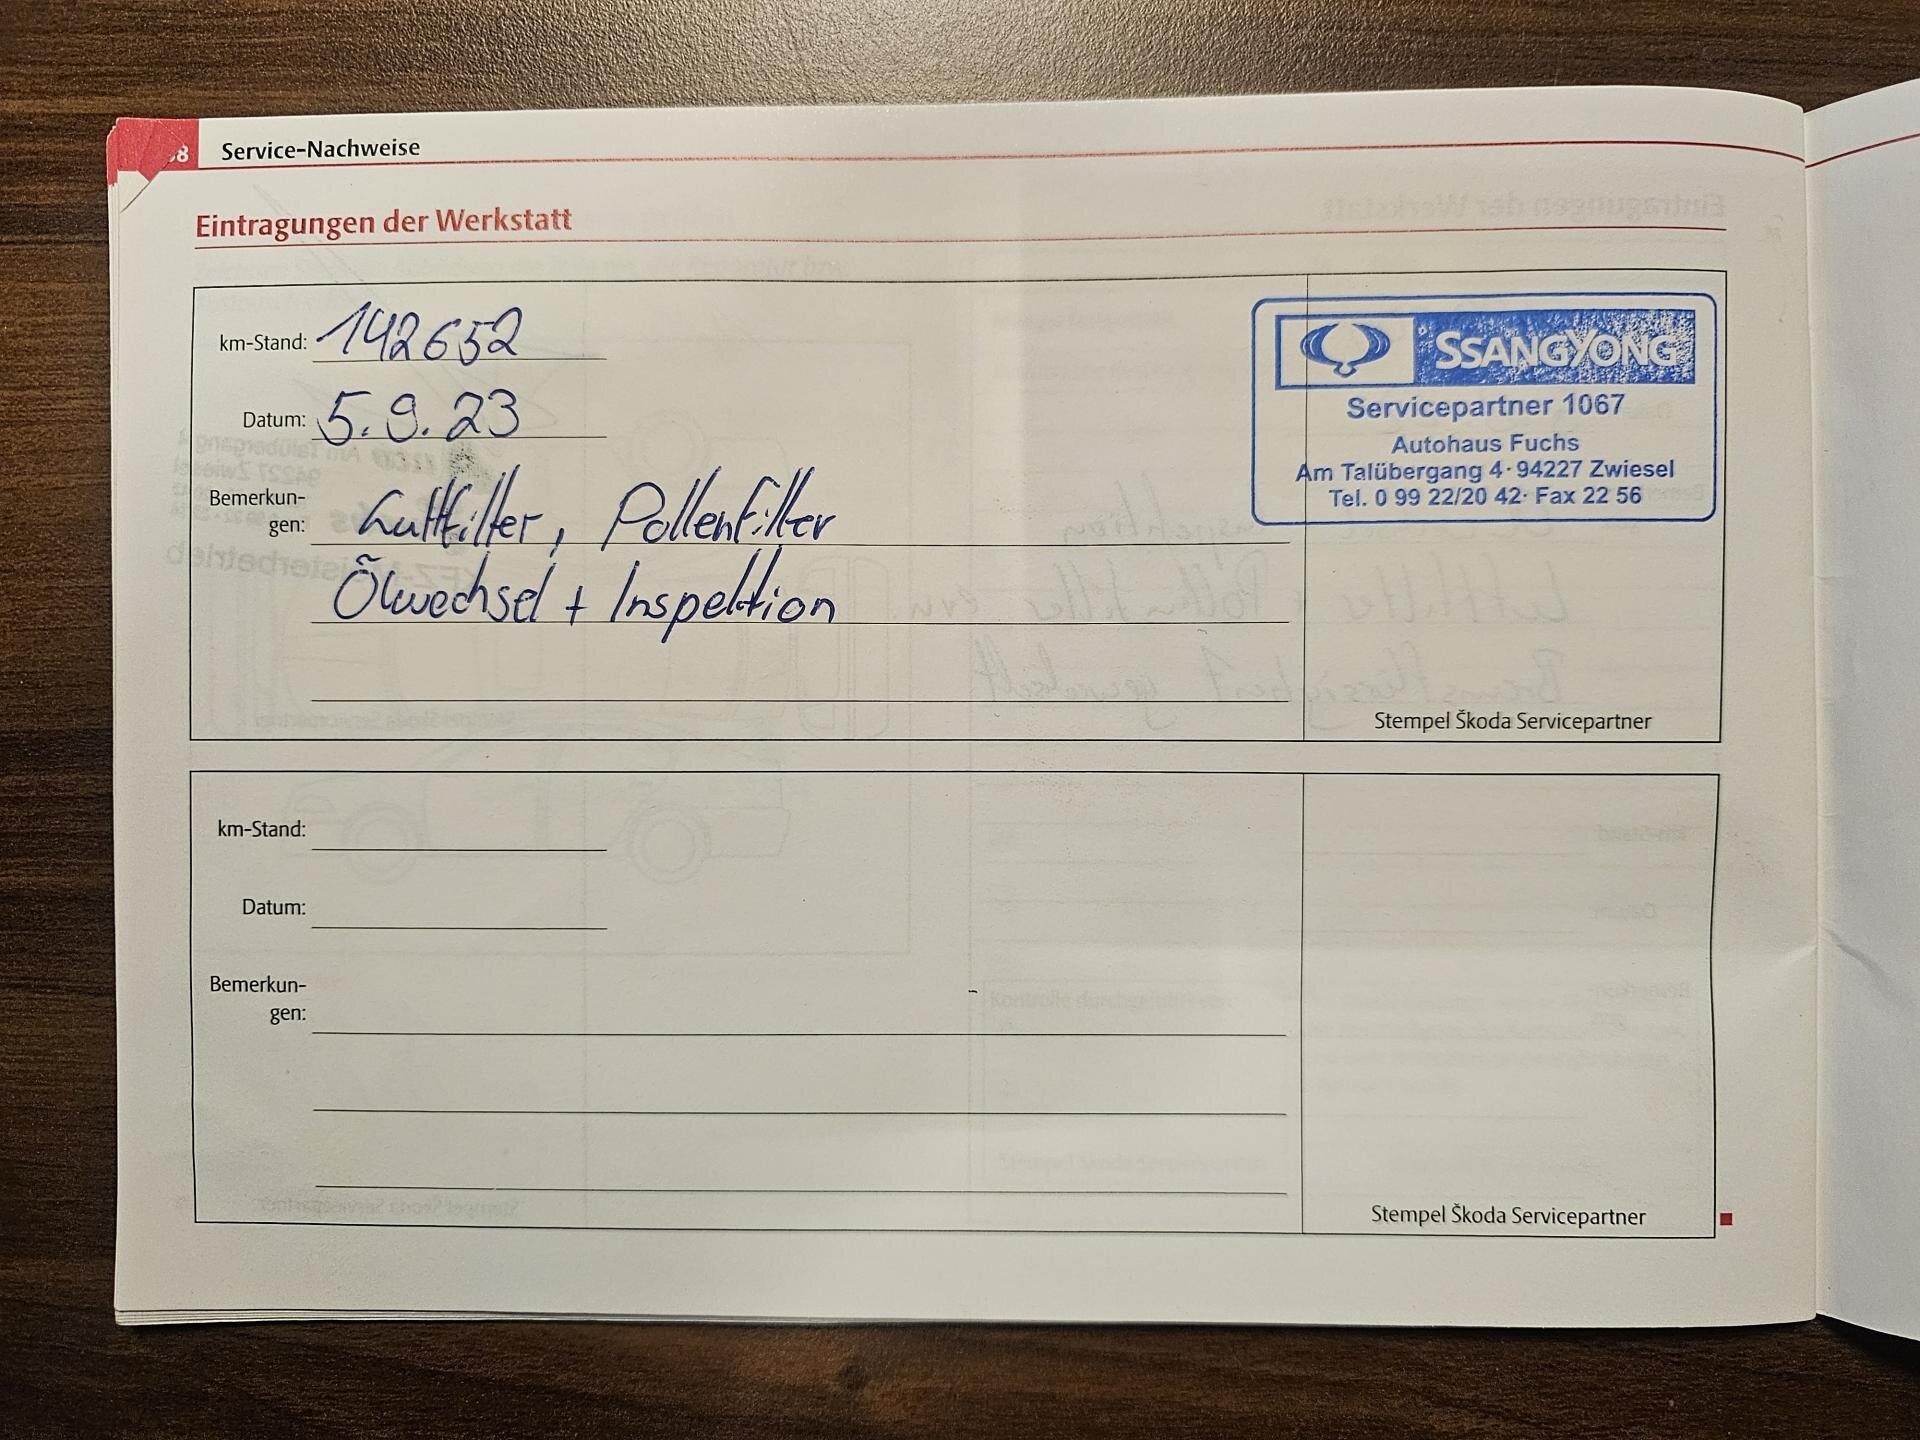 Service-Nachweise
Eintragungen der Werkstatt
km-Stand: 142652
Datum: 5.9.23
Bemerkun-
gen: Luftfilter, Pollenfilter
Ölwechsel + Inspektion
SSANGYONG
Servicepartner 1067
Autohaus Fuchs
Am Talübergang 4·94227 Zwiesel
Tel. 0 99 22/20 42· Fax 22 56
Stempel Škoda Servicepartner
km-Stand:
Datum:
Bemerkun-
gen:
Stempel Škoda Servicepartner